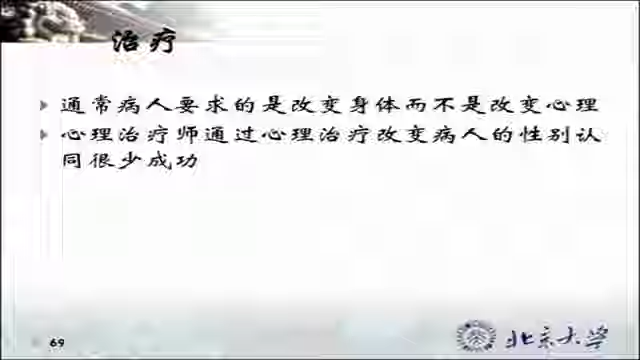 治疗
通常病人要求的是改变身体而不是改变心理
心理治疗师通过心理治疗改变病人的性别认
同很少成功
69
北京大学